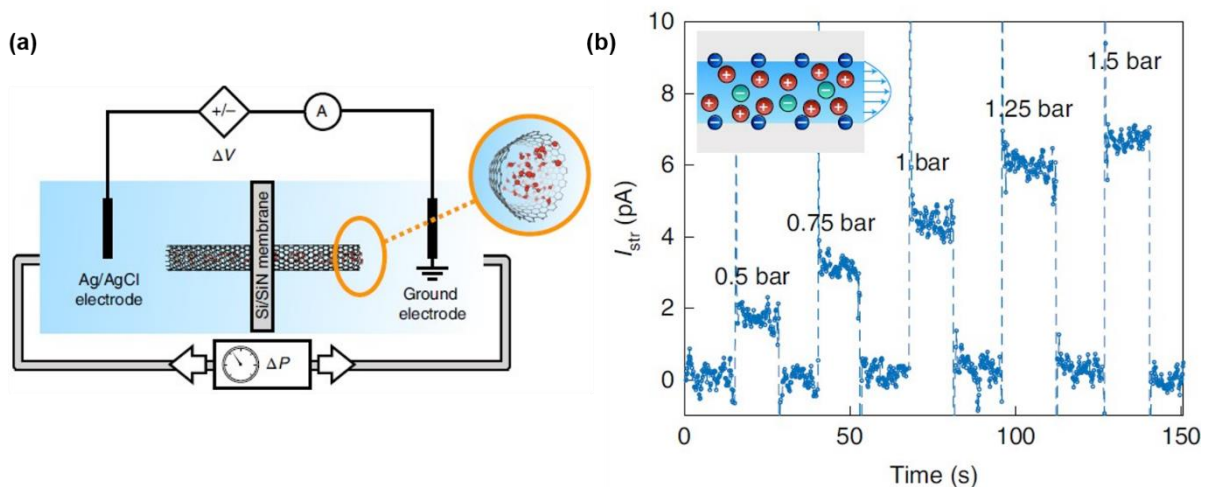 (a)
+/−
A
ΔV
Si/SiN membrane
Ag/AgCl
electrode
Ground
electrode
ΔP
(b)
10
8
6
4
2
0
I_str (pA)
0.5 bar
0.75 bar
1 bar
1.25 bar
1.5 bar
0 50 100 150
Time (s)